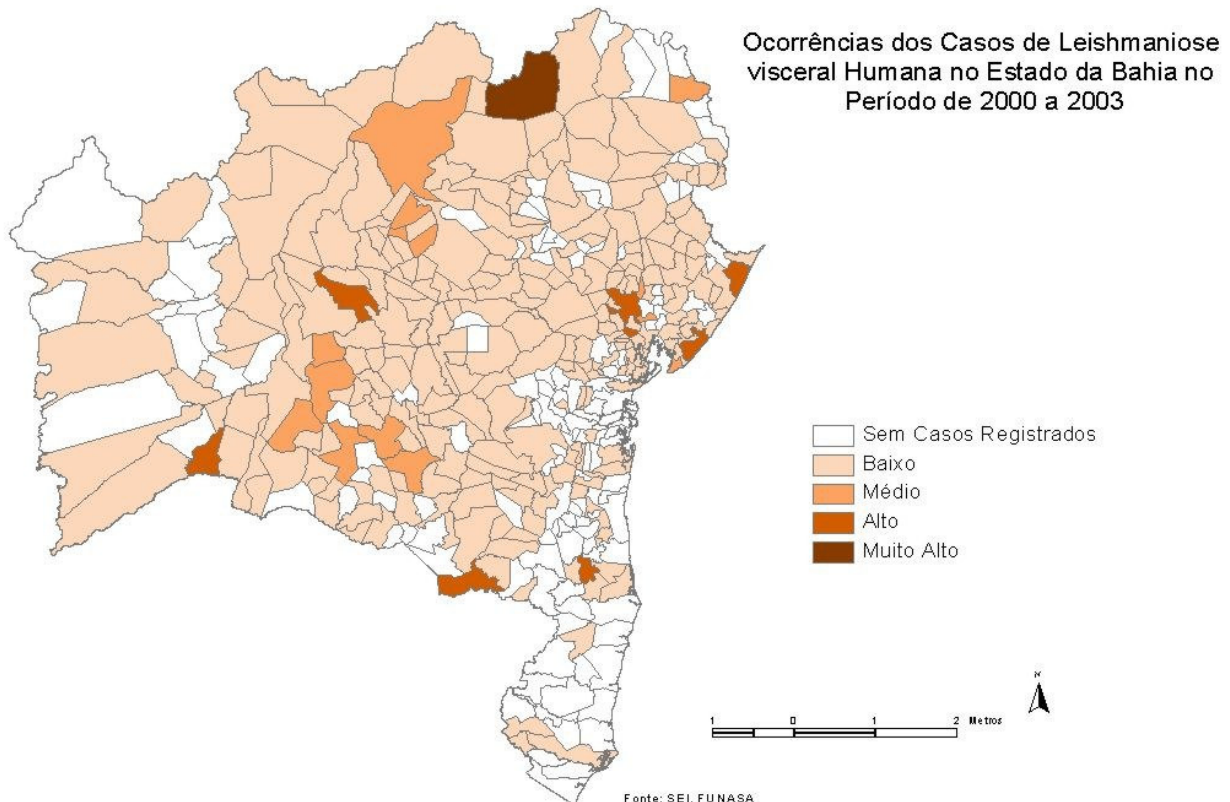 Ocorrências dos Casos de Leishmaniose
visceral Humana no Estado da Bahia no
Período de 2000 a 2003
Sem Casos Registrados
Baixo
Médio
Alto
Muito Alto
N
1 0 1 2 Metros
Fonte: SEI, FUNASA